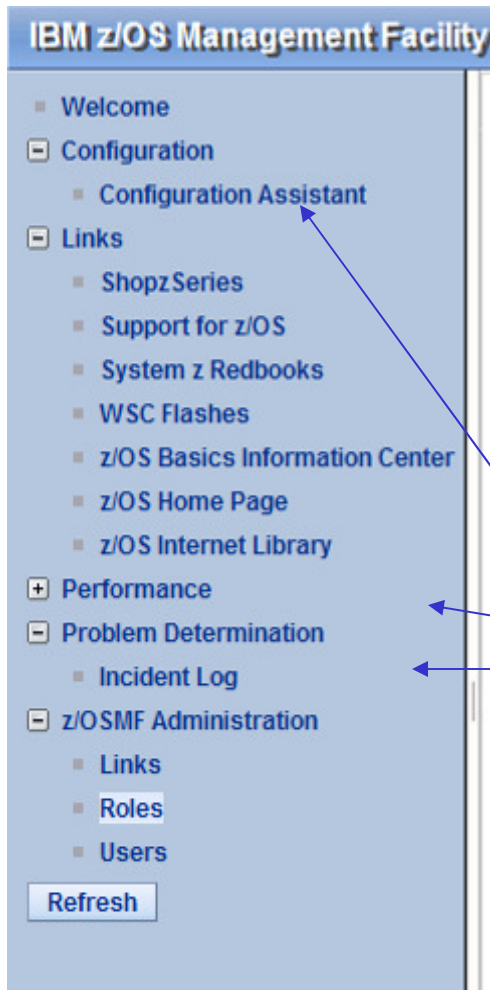 IBM z/OS Management Facility
Welcome
Configuration
Configuration Assistant
Links
ShopzSeries
Support for z/OS
System z Redbooks
WSC Flashes
z/OS Basics Information Center
z/OS Home Page
z/OS Internet Library
Performance
Problem Determination
Incident Log
z/OSMF Administration
Links
Roles
Users
Refresh